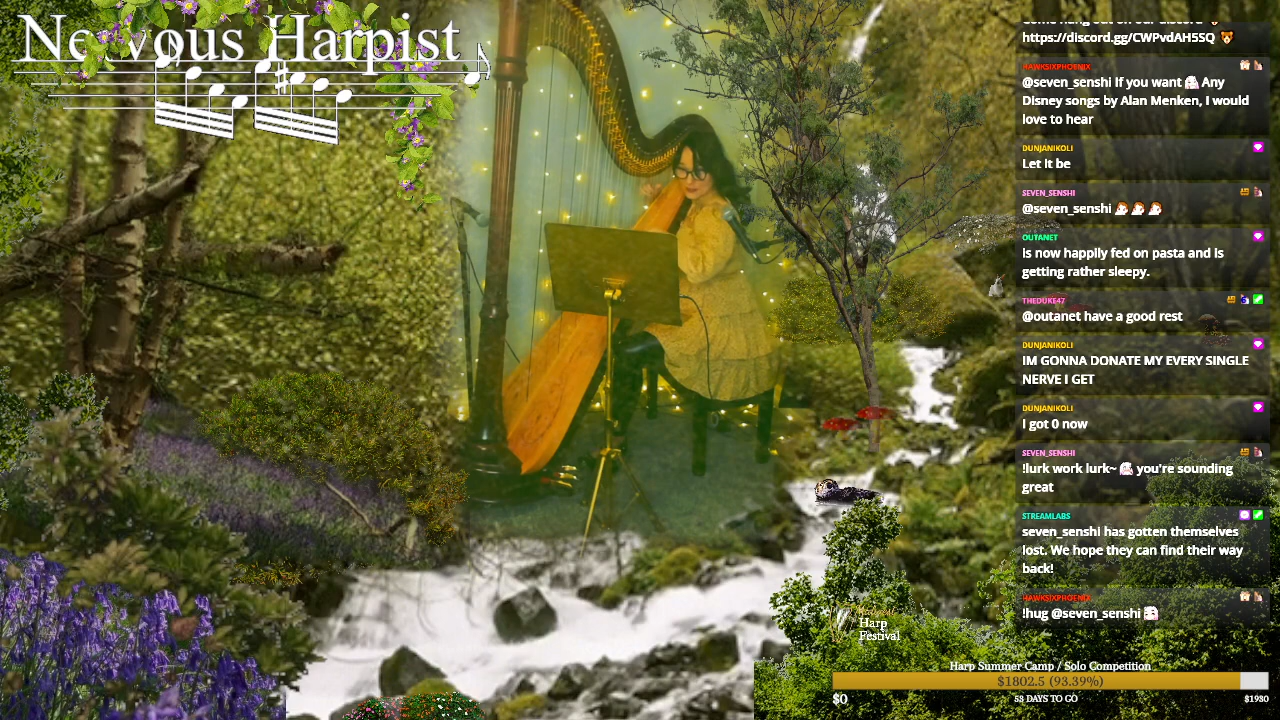 Nervous Harpist
https://discord.gg/CWPvdAH5SQ
HAWKSIXPHOENIX
@seven_senshi If you want Any
Disney songs by Alan Menken, I would
love to hear
DUNJANIKOLI
Let it be
SEVEN_SENSHI
@seven_senshi
OUTANET
is now happily fed on pasta and is
getting rather sleepy.
THEDUKE47
@outanet have a good rest
DUNJANIKOLI
IM GONNA DONATE MY EVERY SINGLE
NERVE I GET
DUNJANIKOLI
I got 0 now
SEVEN_SENSHI
!lurk work lurk~ you're sounding
great
STREAMLABS
seven_senshi has gotten themselves
lost. We hope they can find their way
back!
HAWKSIXPHOENIX
!hug @seven_senshi
Harp
Festival
Harp Summer Camp / Solo Competition
$1802.5 (93.39%)
$0
53 DAYS TO GO
$1930